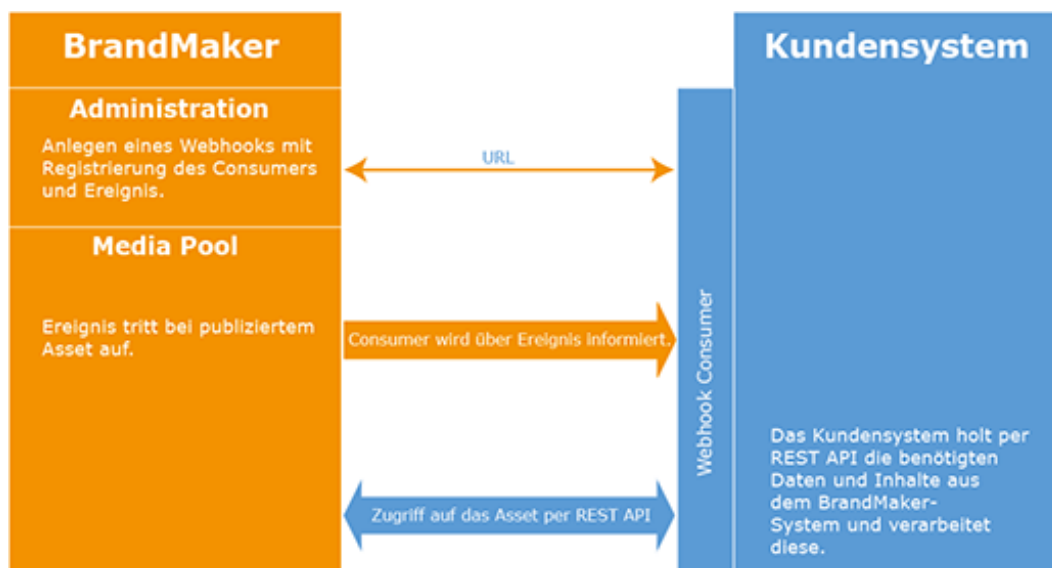 BrandMaker
Administration
Anlegen eines Webhooks mit
Registrierung des Consumers
und Ereignis.
Media Pool
Ereignis tritt bei publiziertem
Asset auf.
URL
Consumer wird über Ereignis informiert.
Zugriff auf das Asset per REST API
Webhook Consumer
Kundensystem
Das Kundensystem holt per
REST API die benötigten
Daten und Inhalte aus
dem BrandMaker-
System und verarbeitet
diese.